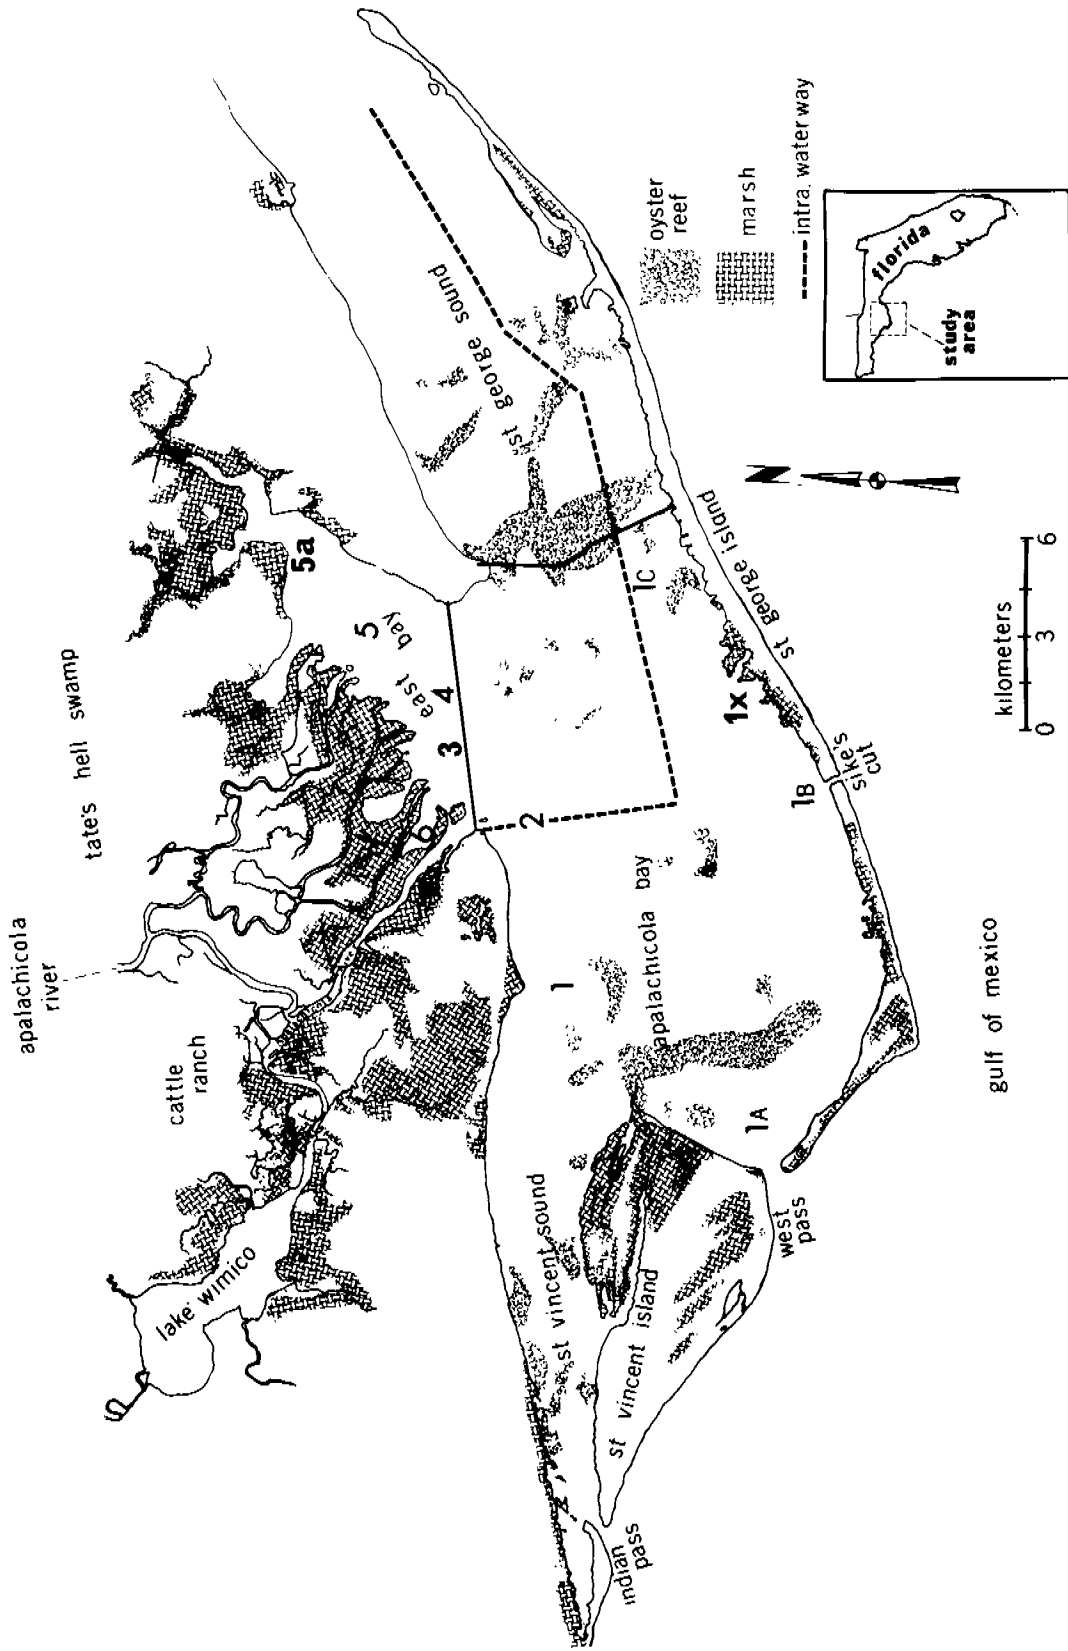 apalachicola
river
tate's hell swamp
cattle
ranch
lake wimico
5a
5
east bay
4
3
6
2
st george sound
1C
1
apalachicola bay
1x
st george island
1B
sike's
cut
1A
st vincent sound
st vincent island
west
pass
indian
pass
gulf of mexico
oyster
reef
marsh
intra. waterway
N
kilometers
0
3
6
florida
study
area